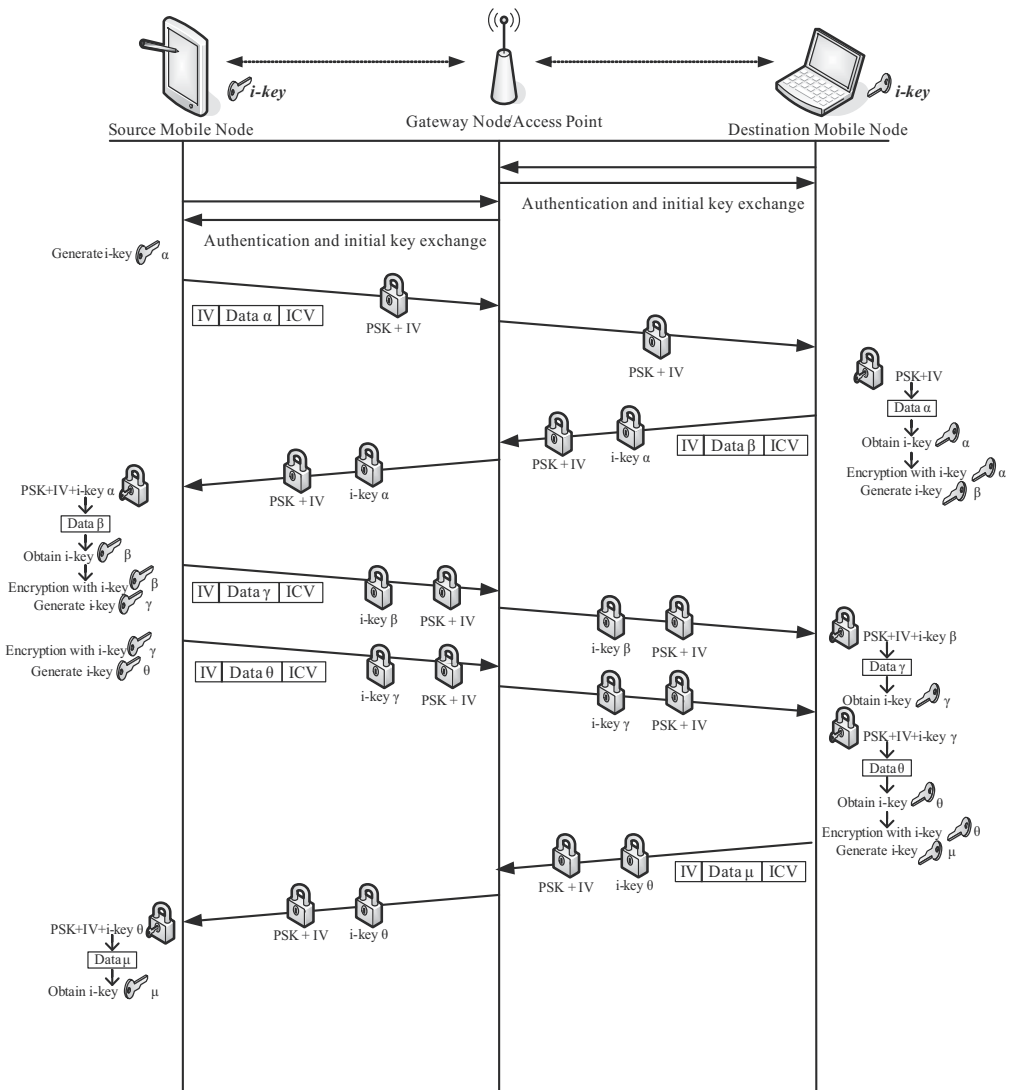 i-key
i-key
Source Mobile Node
Gateway Node/Access Point
Destination Mobile Node
Authentication and initial key exchange
Authentication and initial key exchange
Generate i-key α
IV Data α ICV
PSK + IV
PSK + IV
PSK+IV
Data α
Obtain i-key α
Encryption with i-key α
Generate i-key β
IV Data β ICV
i-key α
PSK + IV
i-key α
PSK + IV
PSK+IV+i-key α
Data β
Obtain i-key β
Encryption with i-key β
Generate i-key γ
IV Data γ ICV
i-key β
PSK + IV
i-key β
PSK + IV
PSK+IV+i-key β
Data γ
Obtain i-key γ
Encryption with i-key γ
Generate i-key θ
IV Data θ ICV
i-key γ
PSK + IV
i-key γ
PSK + IV
PSK+IV+i-key γ
Data θ
Obtain i-key θ
Encryption with i-key θ
Generate i-key μ
IV Data μ ICV
i-key θ
PSK + IV
i-key θ
PSK + IV
PSK+IV+i-key θ
Data μ
Obtain i-key μ